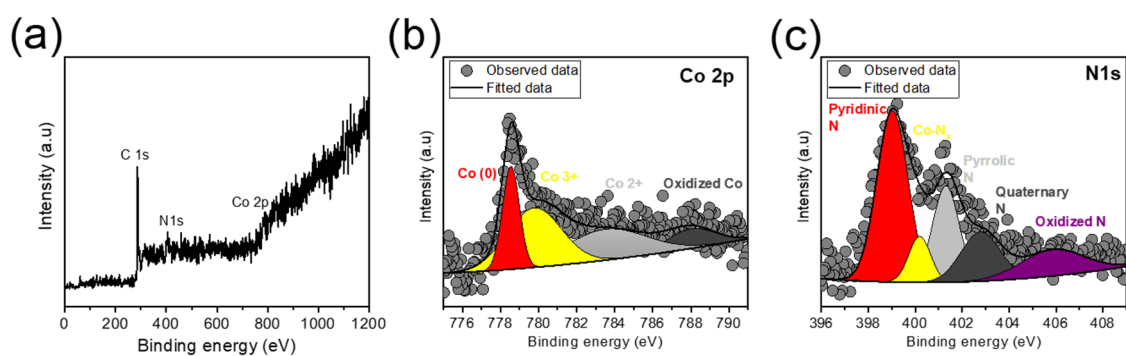 (a)
C 1s
N1s
Co 2p
Intensity (a.u)
0 200 400 600 800 1000 1200
Binding energy (eV)
(b)
Observed data
Fitted data
Co 2p
Co (0)
Co 3+
Co 2+
Oxidized Co
Intensity (a.u)
776 778 780 782 784 786 788 790
Binding energy (eV)
(c)
Observed data
Fitted data
N1s
Pyridinic
N
Co-Nx
Pyrrolic
N
Quaternary
N
Oxidized N
Intensity (a.u)
396 398 400 402 404 406 408
Binding energy (eV)